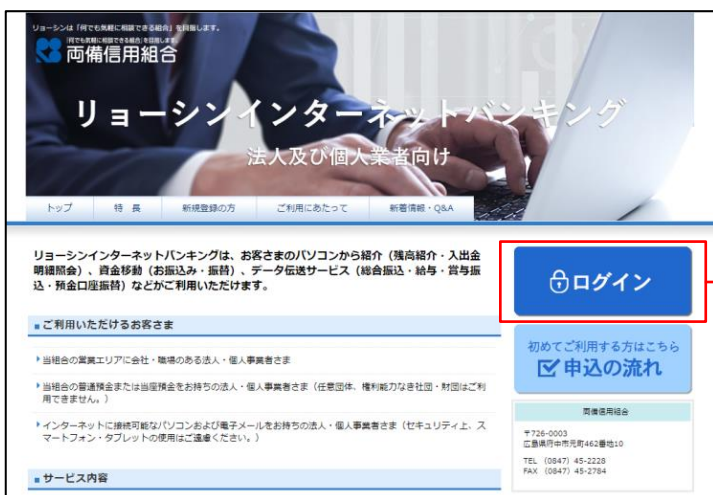 リョーシンは「何でも気軽に相談できる組合」を目指します。
「何でも気軽に相談できる組合」を目指します。
両備信用組合
リョーシンインターネットバンキング
法人及び個人業者向け
トップ
特 長
新規登録の方
ご利用にあたって
新着情報・Q&A
リョーシンインターネットバンキングは、お客さまのパソコンから紹介（残高紹介・入出金
明細照会）、資金移動（お振込み・振替）、データ伝送サービス（総合振込・給与・賞与振
込・預金口座振替）などがご利用いただけます。
ログイン
ご利用いただけるお客さま
当組合の営業エリアに会社・職場のある法人・個人事業者さま
当組合の普通預金または当座預金をお持ちの法人・個人事業者さま（任意団体、権利能力なき社団・財団はご利
用できません。）
インターネットに接続可能なパソコンおよび電子メールをお持ちの法人・個人事業者さま（セキュリティ上、ス
マートフォン・タブレットの使用はご遠慮ください。）
サービス内容
初めてご利用する方はこちら
申込の流れ
両備信用組合
〒726-0003
広島県府中市元町462番地10
TEL （0847）45-2228
FAX （0847）45-2784